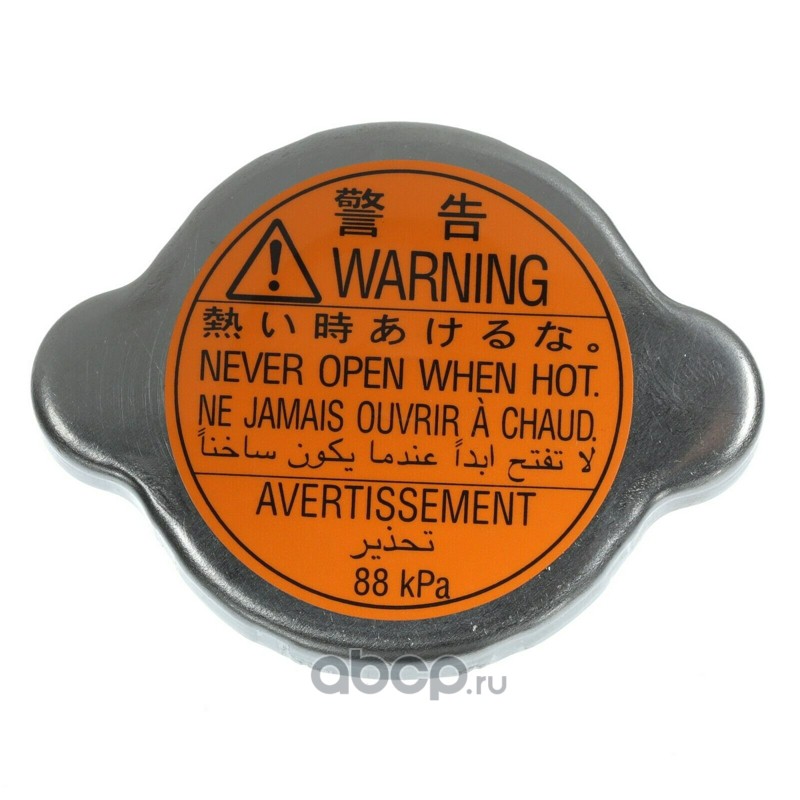 警告
WARNING
熱い時あけるな。
NEVER OPEN WHEN HOT.
NE JAMAIS OUVRIR À CHAUD.
لا تفتح ابداً عندما يكون ساخناً
AVERTISSEMENT
تحذير
88 kPa
abcp.ru